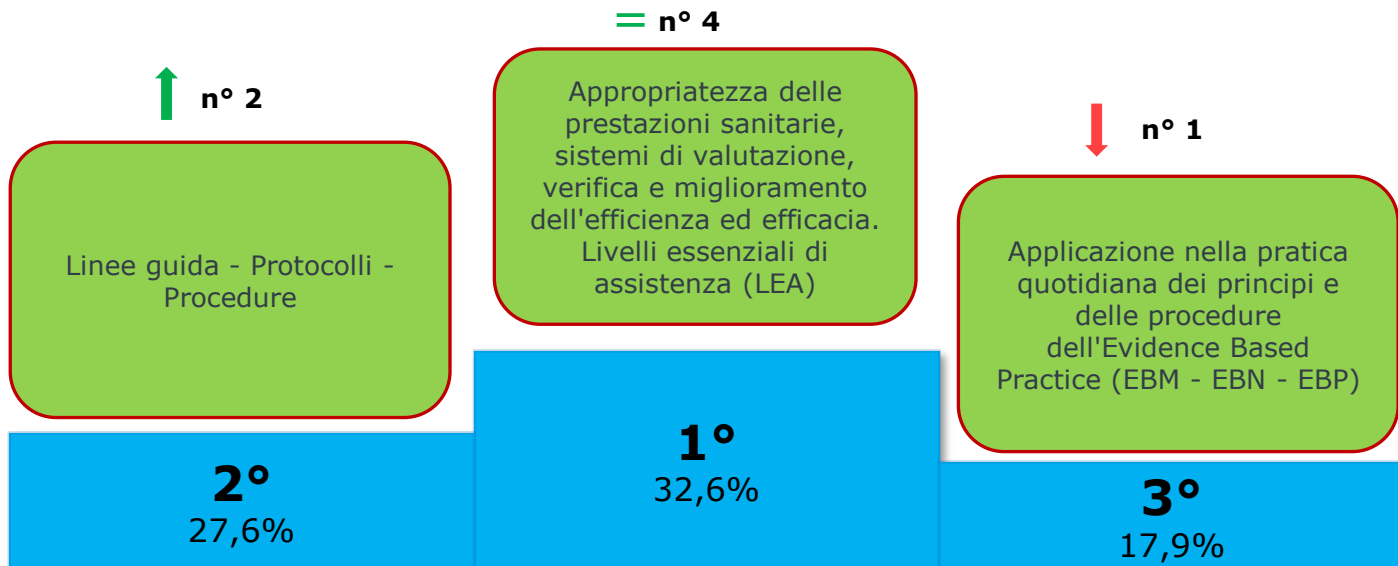 n° 2
Linee guida - Protocolli -
Procedure
2°
27,6%
= n° 4
Appropriatezza delle
prestazioni sanitarie,
sistemi di valutazione,
verifica e miglioramento
dell'efficienza ed efficacia.
Livelli essenziali di
assistenza (LEA)
1°
32,6%
n° 1
Applicazione nella pratica
quotidiana dei principi e
delle procedure
dell'Evidence Based
Practice (EBM - EBN - EBP)
3°
17,9%